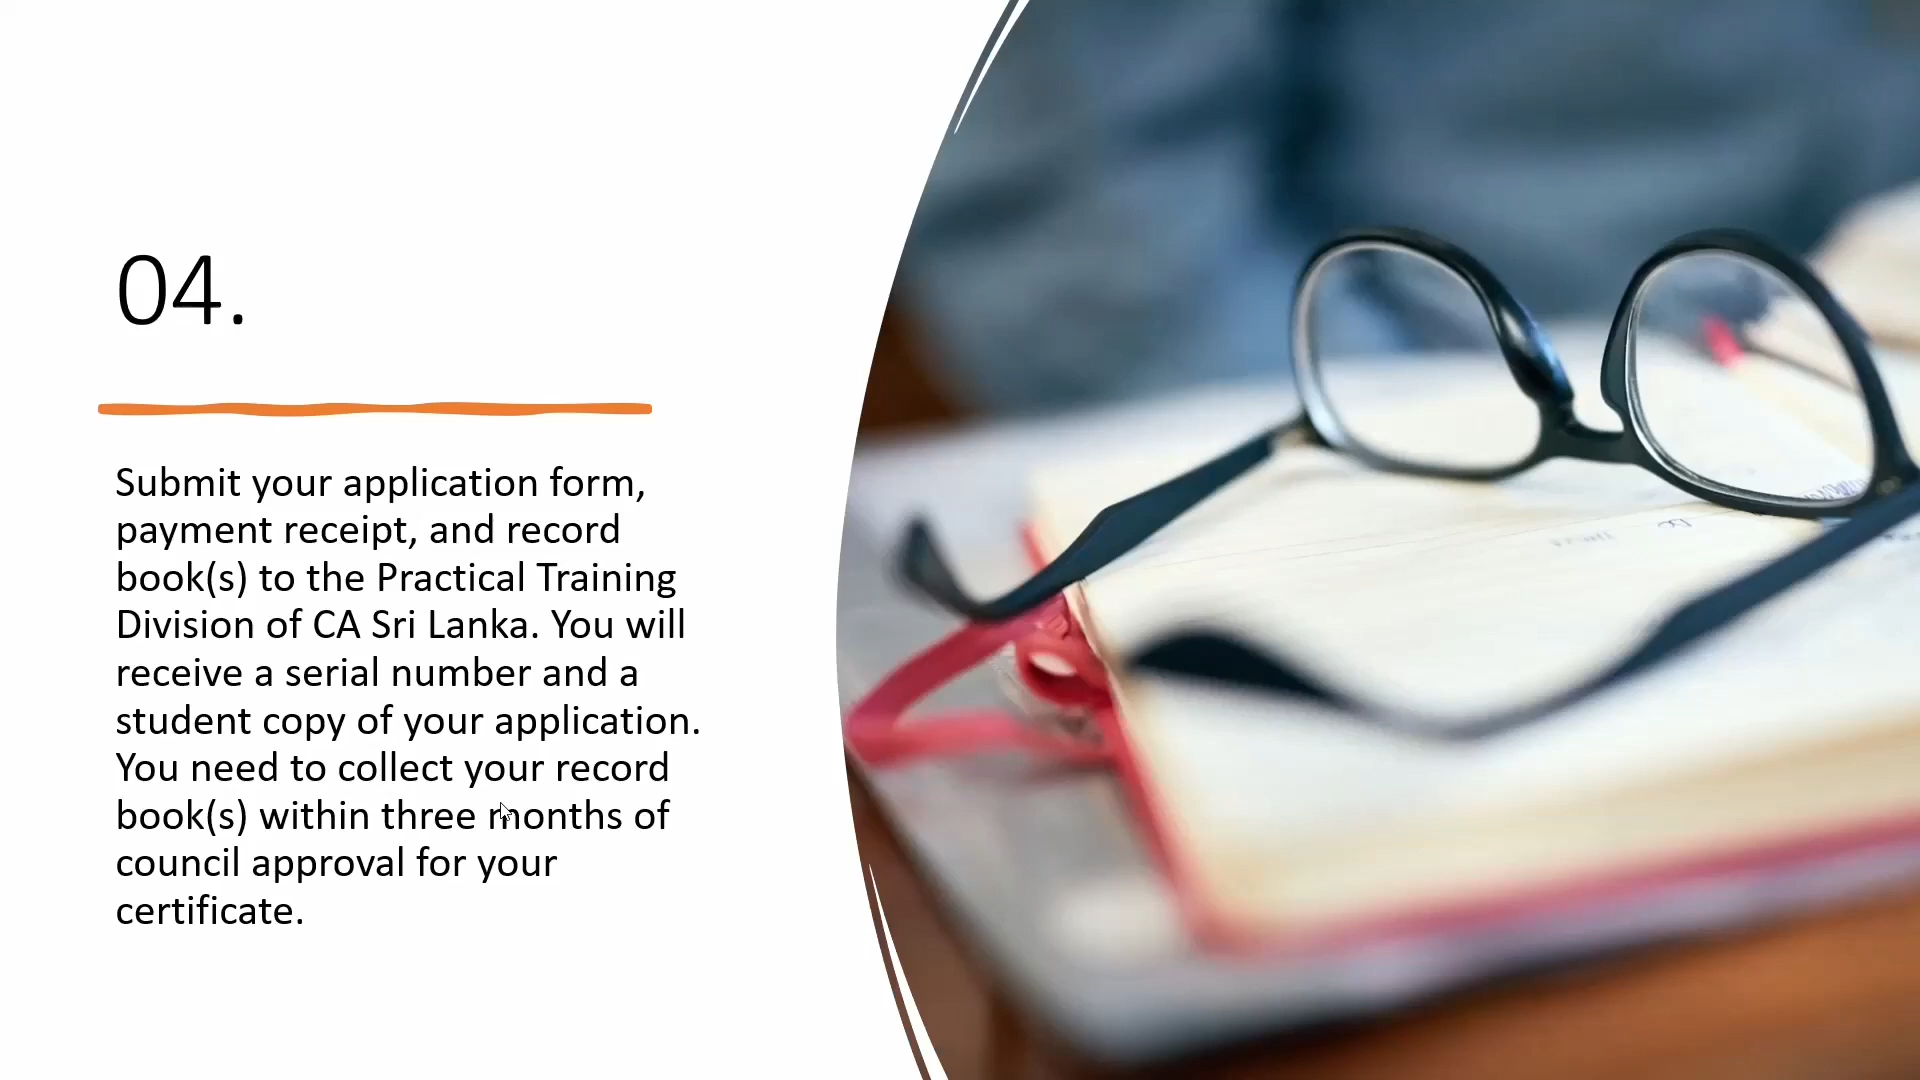 04.
Submit your application form,
payment receipt, and record
book(s) to the Practical Training
Division of CA Sri Lanka. You will
receive a serial number and a
student copy of your application.
You need to collect your record
book(s) within three months of
council approval for your
certificate.